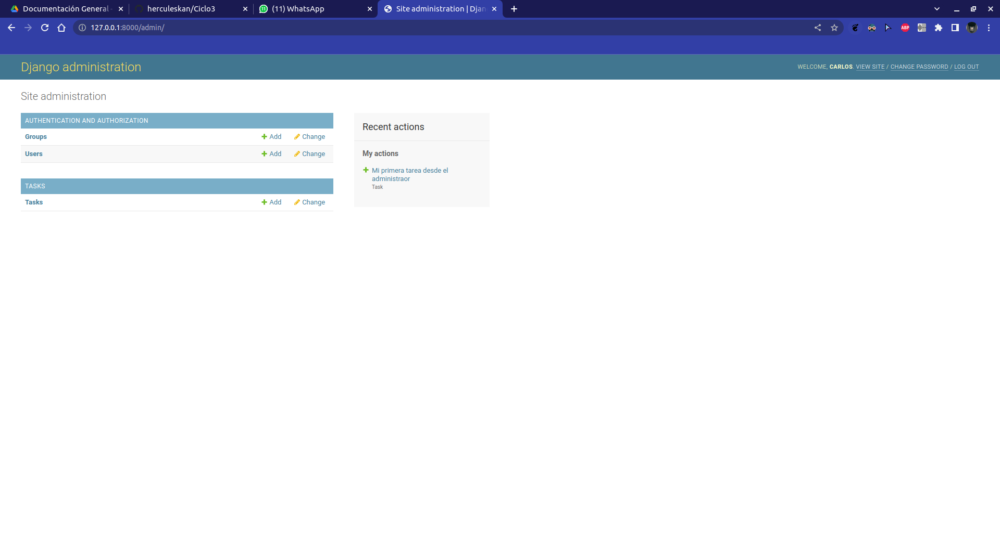 Documentación General -
herculeskan/Ciclo3
(11) WhatsApp
Site administration | Djan
127.0.0.1:8000/admin/
ABP
Django administration
WELCOME, CARLOS. VIEW SITE / CHANGE PASSWORD / LOG OUT
Site administration
AUTHENTICATION AND AUTHORIZATION
Groups Add Change
Users Add Change
TASKS
Tasks Add Change
Recent actions
My actions
Mi primera tarea desde el
administraor
Task